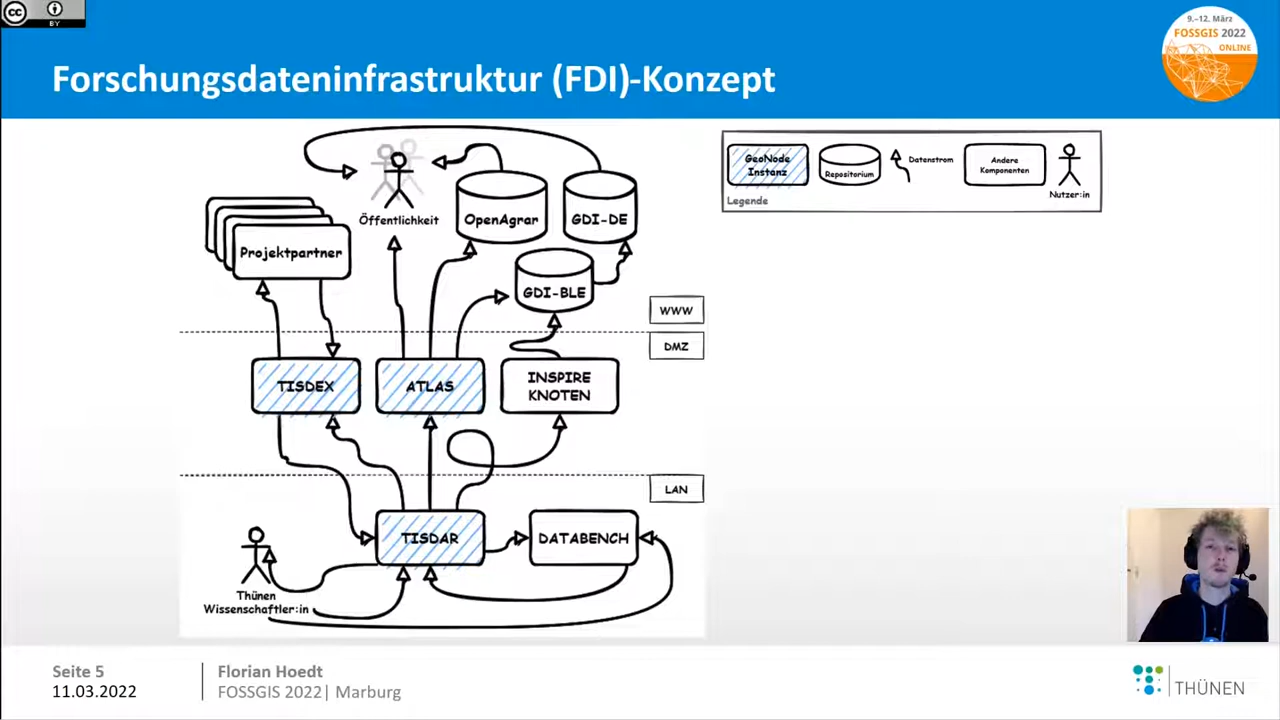 cc
BY
9.–12. März
FOSSGIS 2022
ONLINE
Forschungsdateninfrastruktur (FDI)-Konzept
GeoNode
Instanz
Repositorium
Datenstrom
Andere
Komponenten
Nutzer:in
Legende
Öffentlichkeit
OpenAgrar
GDI-DE
Projektpartner
GDI-BLE
WWW
DMZ
TISDEX
ATLAS
INSPIRE
KNOTEN
LAN
TISDAR
DATABENCH
Thünen
Wissenschaftler:in
Seite 5
11.03.2022
Florian Hoedt
FOSSGIS 2022| Marburg
THÜNEN